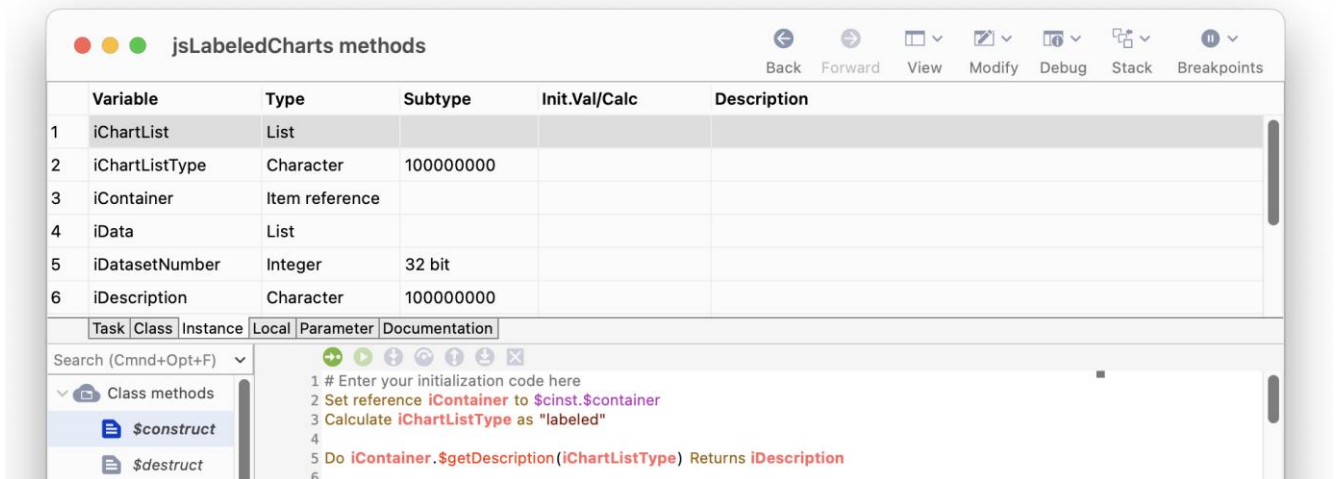 jsLabeledCharts methods
Back Forward View Modify Debug Stack Breakpoints
Variable Type Subtype Init.Val/Calc Description
1 iChartList List
2 iChartListType Character 100000000
3 iContainer Item reference
4 iData List
5 iDatasetNumber Integer 32 bit
6 iDescription Character 100000000
Task Class Instance Local Parameter Documentation
Search (Cmnd+Opt+F)
Class methods
$construct
$destruct
1 # Enter your initialization code here
2 Set reference iContainer to $cinst.$container
3 Calculate iChartListType as "labeled"
4
5 Do iContainer.$getDescription(iChartListType) Returns iDescription
6